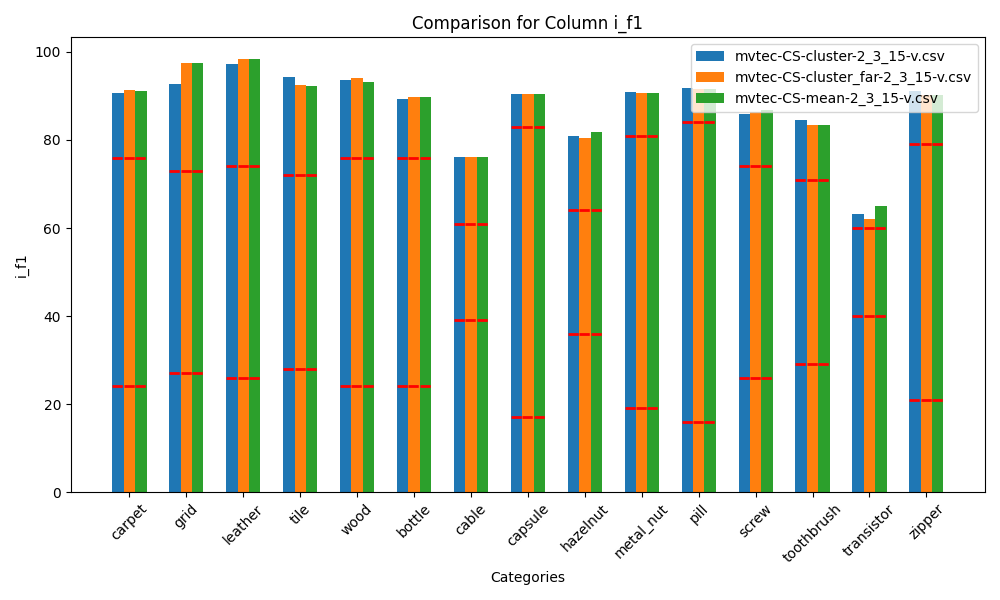 Comparison for Column i_f1
mvtec-CS-cluster-2_3_15-v.csv
mvtec-CS-cluster_far-2_3_15-v.csv
mvtec-CS-mean-2_3_15-v.csv
i_f1
100
80
60
40
20
0
carpet
grid
leather
tile
wood
bottle
cable
capsule
hazelnut
metal_nut
pill
screw
toothbrush
transistor
zipper
Categories